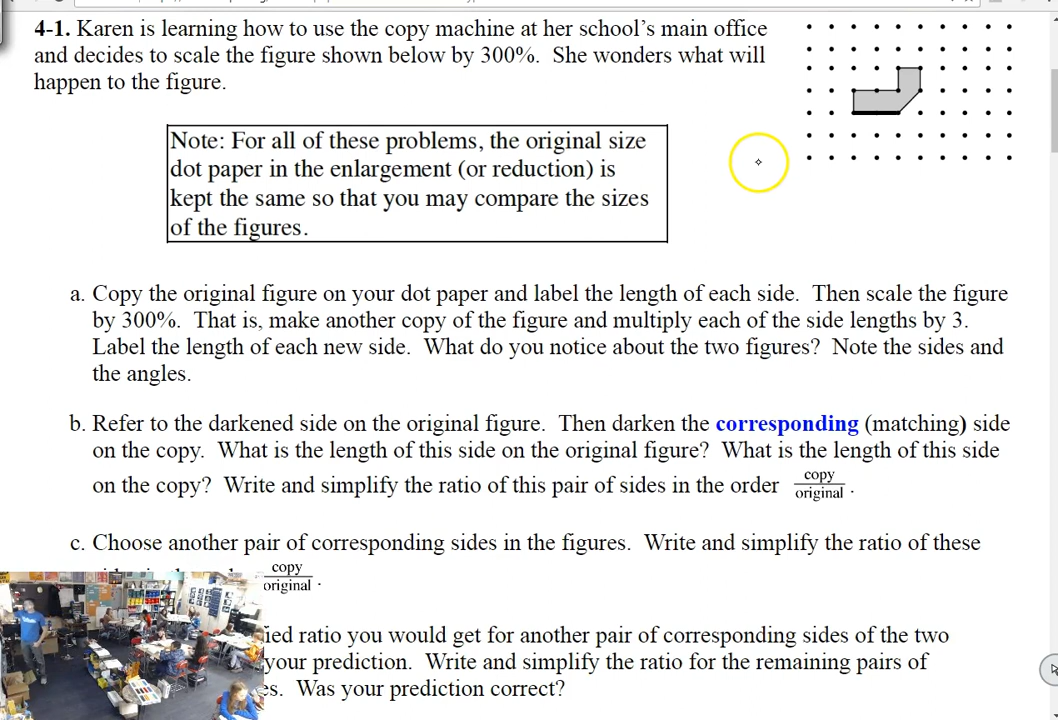 4-1. Karen is learning how to use the copy machine at her school's main office
and decides to scale the figure shown below by 300%. She wonders what will
happen to the figure.
Note: For all of these problems, the original size
dot paper in the enlargement (or reduction) is
kept the same so that you may compare the sizes
of the figures.
a. Copy the original figure on your dot paper and label the length of each side. Then scale the figure
by 300%. That is, make another copy of the figure and multiply each of the side lengths by 3.
Label the length of each new side. What do you notice about the two figures? Note the sides and
the angles.
b. Refer to the darkened side on the original figure. Then darken the corresponding (matching) side
on the copy. What is the length of this side on the original figure? What is the length of this side
on the copy? Write and simplify the ratio of this pair of sides in the order copy
original .
c. Choose another pair of corresponding sides in the figures. Write and simplify the ratio of these
copy
original .
ratio you would get for another pair of corresponding sides of the two
your prediction. Write and simplify the ratio for the remaining pairs of
Was your prediction correct?